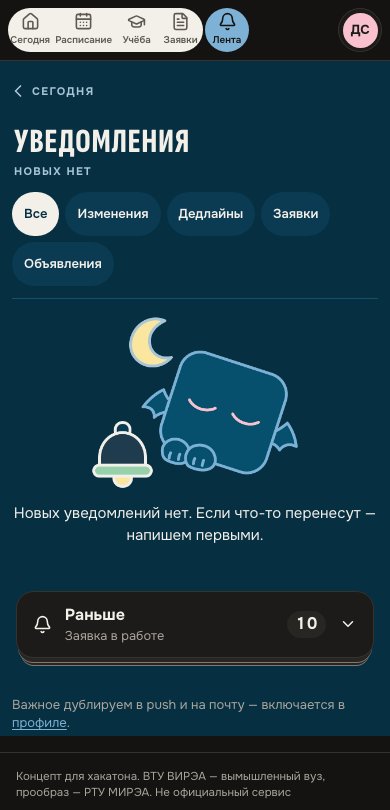 Сегодня Расписание Учёба Заявки Лента ДС
СЕГОДНЯ
УВЕДОМЛЕНИЯ
НОВЫХ НЕТ
Все Изменения Дедлайны Заявки
Объявления
Новых уведомлений нет. Если что-то перенесут —
напишем первыми.
Раньше 10
Заявка в работе
Важное дублируем в push и на почту — включается в
профиле.
Концепт для хакатона. ВТУ ВИРЭА — вымышленный вуз,
прообраз — РТУ МИРЭА. Не официальный сервис